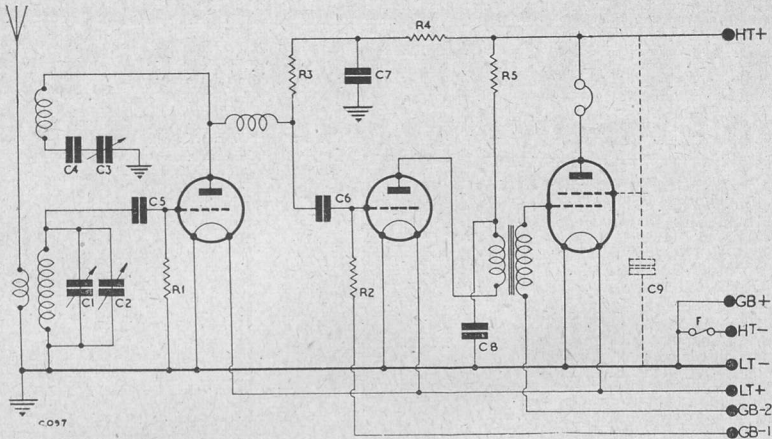 R4
HT+
R3
C7
R5
C4
C3
C5
C6
C1
C2
R1
R2
C8
C9
GB+
F
HT-
LT-
LT+
GB-2
GB-1
C097